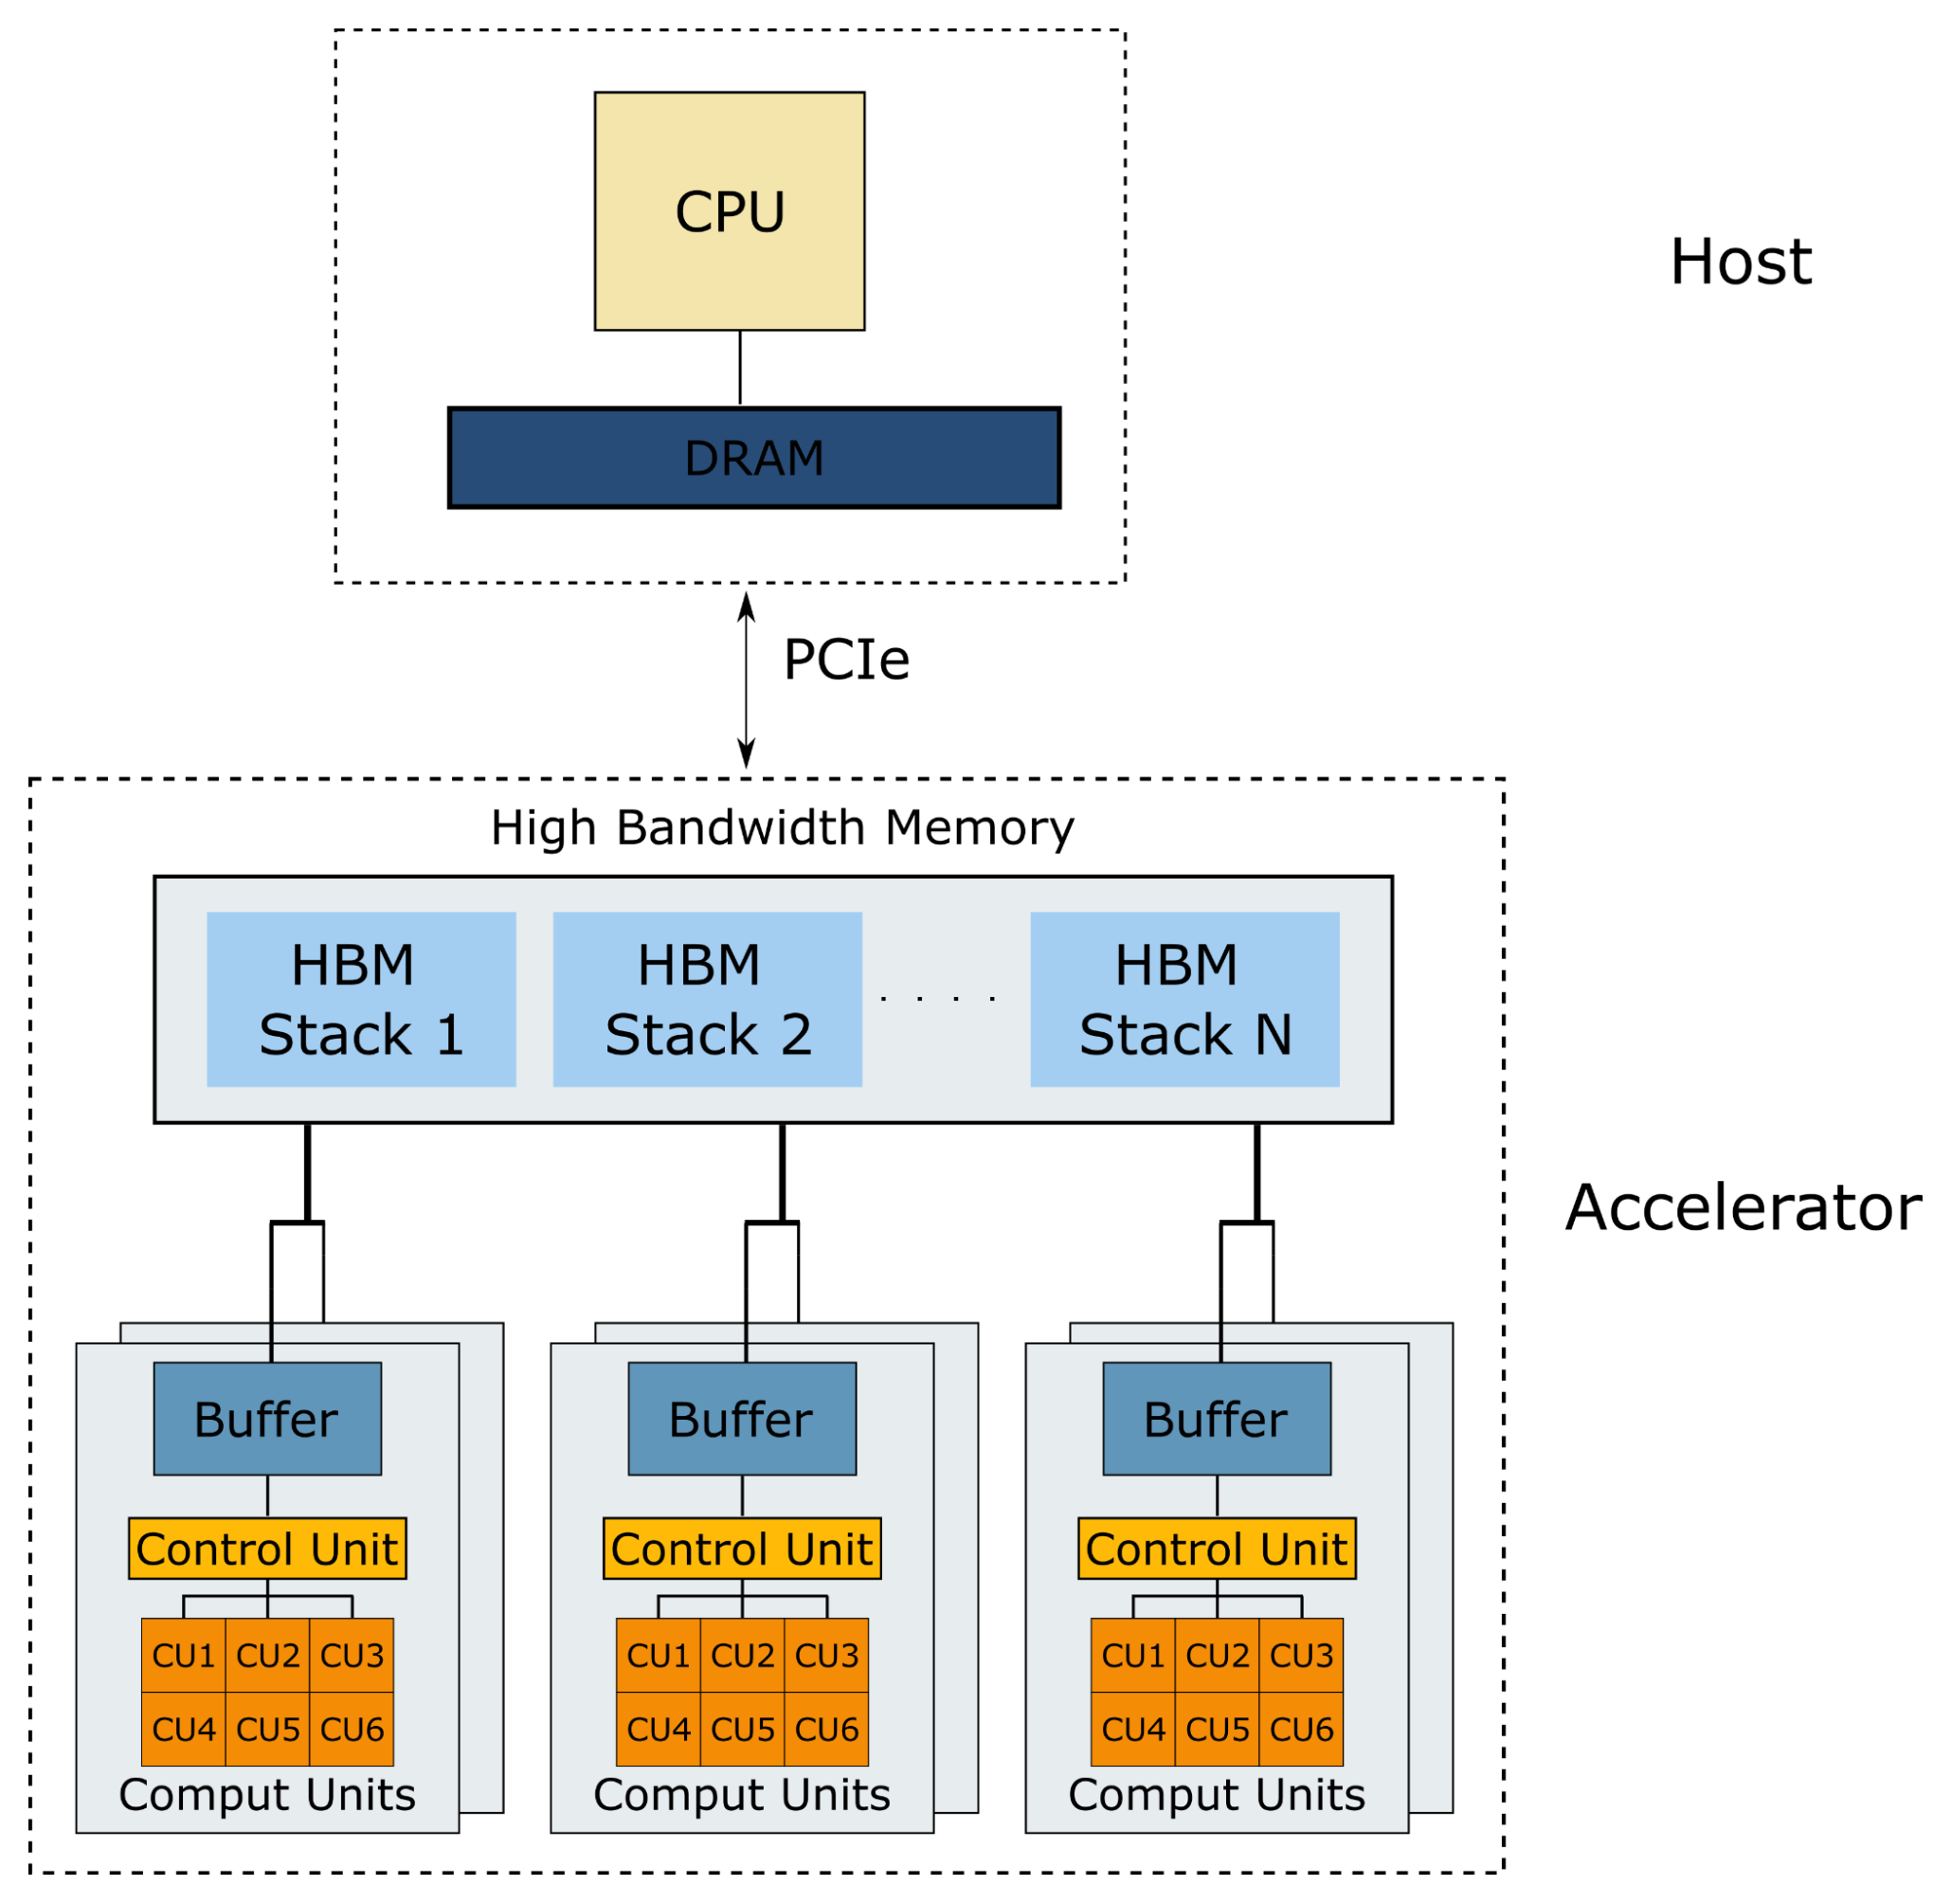 CPU
Host
DRAM
PCIe
High Bandwidth Memory
HBM
Stack 1
HBM
Stack 2
. . . .
HBM
Stack N
Accelerator
Buffer
Control Unit
CU1 CU2 CU3
CU4 CU5 CU6
Comput Units
Buffer
Control Unit
CU1 CU2 CU3
CU4 CU5 CU6
Comput Units
Buffer
Control Unit
CU1 CU2 CU3
CU4 CU5 CU6
Comput Units